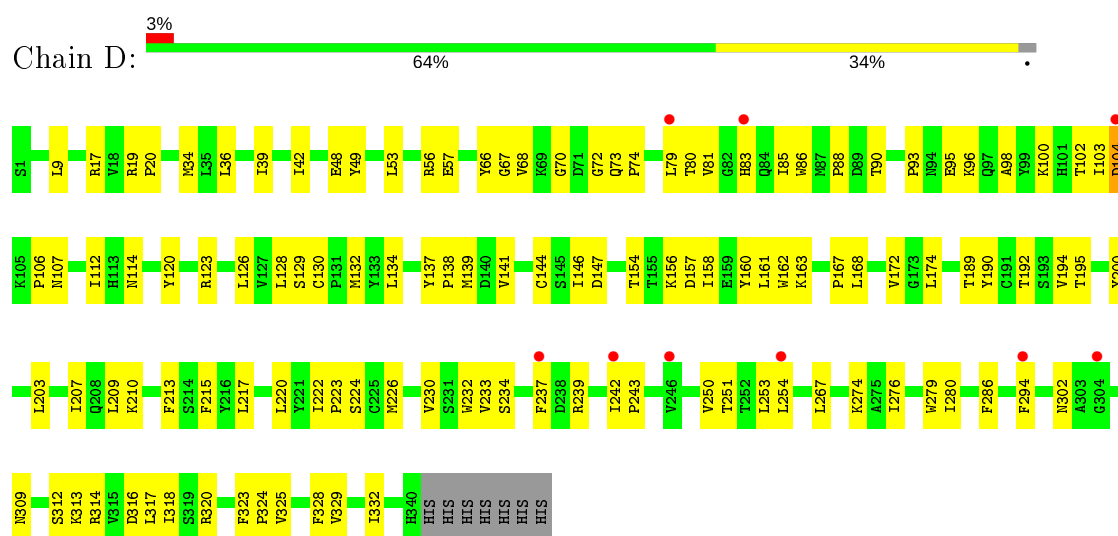 3%
Chain D:
64% 34% •
S1 L9 R17 V18 R19 P20 M34 L35 L36 I39 I42 E48 Y49 L53 R56 E57 Y66 G67 V68 K69 G70 D71 G72 Q73 P74 L79 T80 V81 G82 H83 Q84 I85 W86 M87 P88 D89 T90 P93 N94 E95 K96 Q97 A98 Y99 K100 H101 T102 I103 D104
K105 P106 N107 I112 H113 N114 Y120 R123 L126 V127 L128 S129 C130 P131 M132 Y133 L134 Y137 P138 M139 D140 V141 C144 S145 I146 D147 T154 T155 K156 D157 I158 E159 Y160 L161 W162 K163 P167 L168 V172 G173 L174 T189 Y190 C191 T192 S193 V194 T195 Y200
L203 I207 Q208 L209 K210 F213 S214 F215 Y216 L217 L220 Y221 I222 P223 S224 C225 M226 V230 S231 W232 V233 S234 F237 D238 R239 I242 P243 V246 V250 T251 T252 L253 L254 L267 K274 A275 I276 W279 I280 F286 F294 N302 A303 G304
N309 S312 K313 R314 V315 D316 L317 I318 S319 R320 F323 P324 V325 F328 V329 I332 H340 HIS HIS HIS HIS HIS HIS HIS